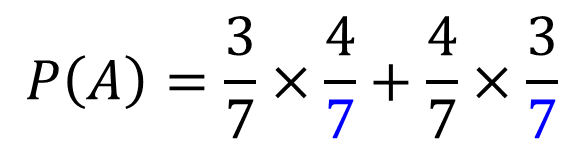 P(A) = 3/7 × 4/7 + 4/7 × 3/7